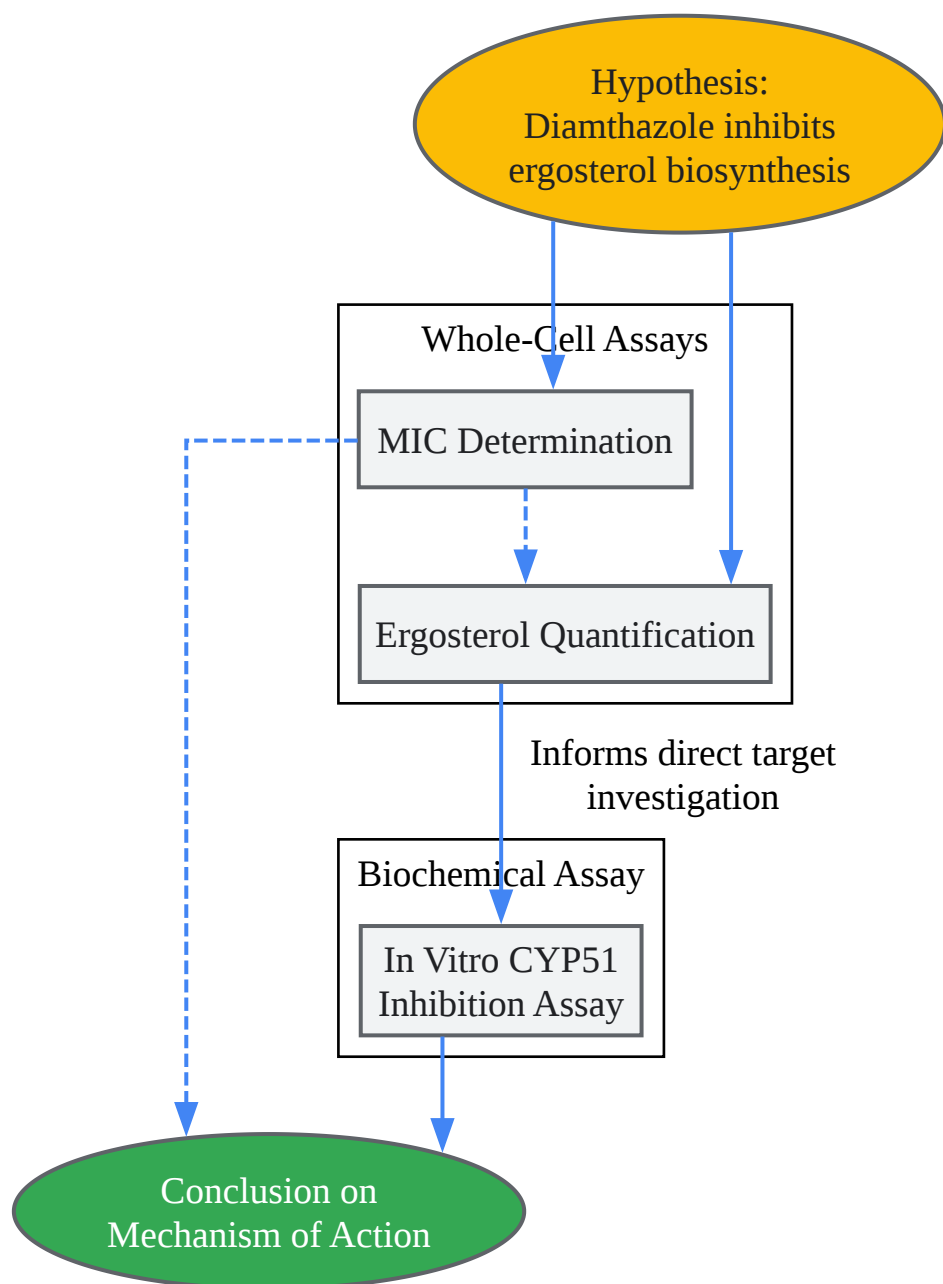 Hypothesis:
Diamthazole inhibits
ergosterol biosynthesis
Whole-Cell Assays
MIC Determination
Ergosterol Quantification
Informs direct target
investigation
Biochemical Assay
In Vitro CYP51
Inhibition Assay
Conclusion on
Mechanism of Action